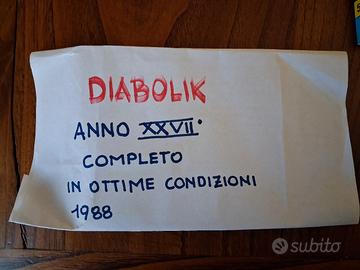 DIABOLIK
ANNO XXVII°
COMPLETO
IN OTTIME CONDIZIONI
1988
subito